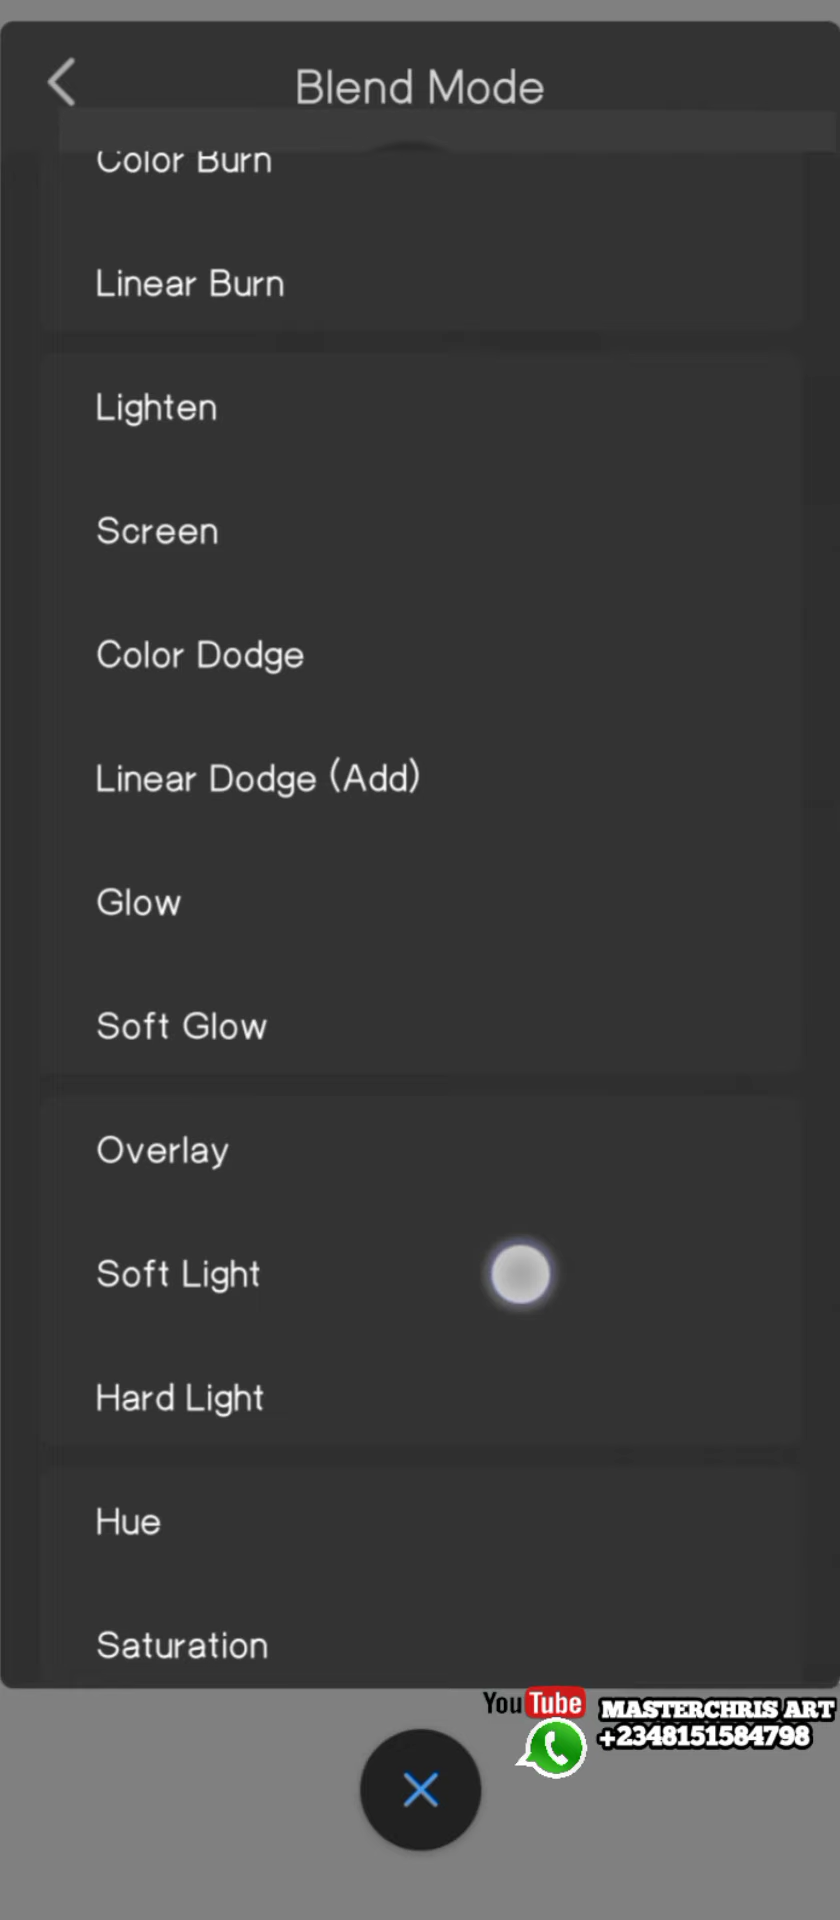 Blend Mode
Color Burn
Linear Burn
Lighten
Screen
Color Dodge
Linear Dodge (Add)
Glow
Soft Glow
Overlay
Soft Light
Hard Light
Hue
Saturation
YouTube
MASTERCHRIS ART
+2348151584798